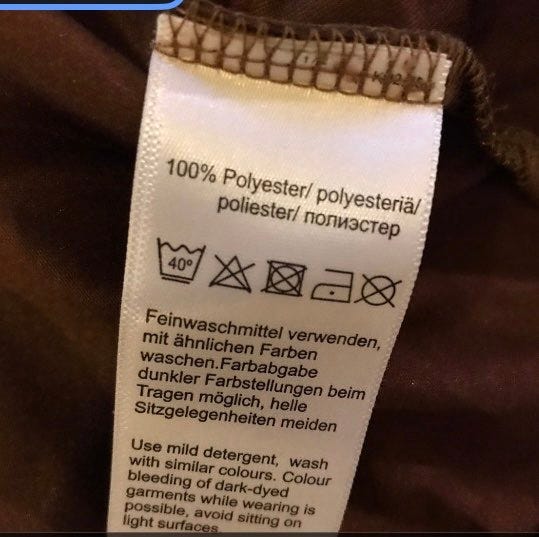 100% Polyester/ polyesteriä/
poliester/ полиэстер
40°
Feinwaschmittel verwenden,
mit ähnlichen Farben
waschen.Farbabgabe
dunkler Farbstellungen beim
Tragen möglich, helle
Sitzgelegenheiten meiden
Use mild detergent, wash
with similar colours. Colour
bleeding of dark-dyed
garments while wearing is
possible, avoid sitting on
light surfaces